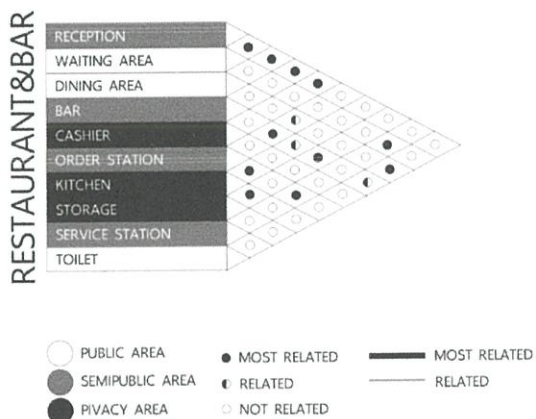 RESTAURANT&BAR
RECEPTION
WAITING AREA
DINING AREA
BAR
CASHIER
ORDER STATION
KITCHEN
STORAGE
SERVICE STATION
TOILET
PUBLIC AREA
SEMIPUBLIC AREA
PIVACY AREA
MOST RELATED
RELATED
NOT RELATED
MOST RELATED
RELATED